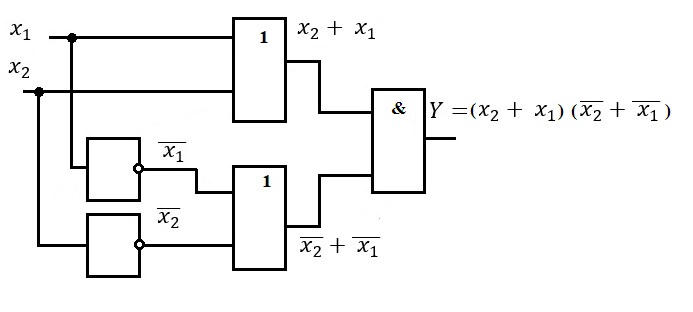 x₁
1
x₂ + x₁
x₂
&
Y =(x₂ + x₁) (x̅₂ + x̅₁)
x̅₁
1
x̅₂
x̅₂ + x̅₁